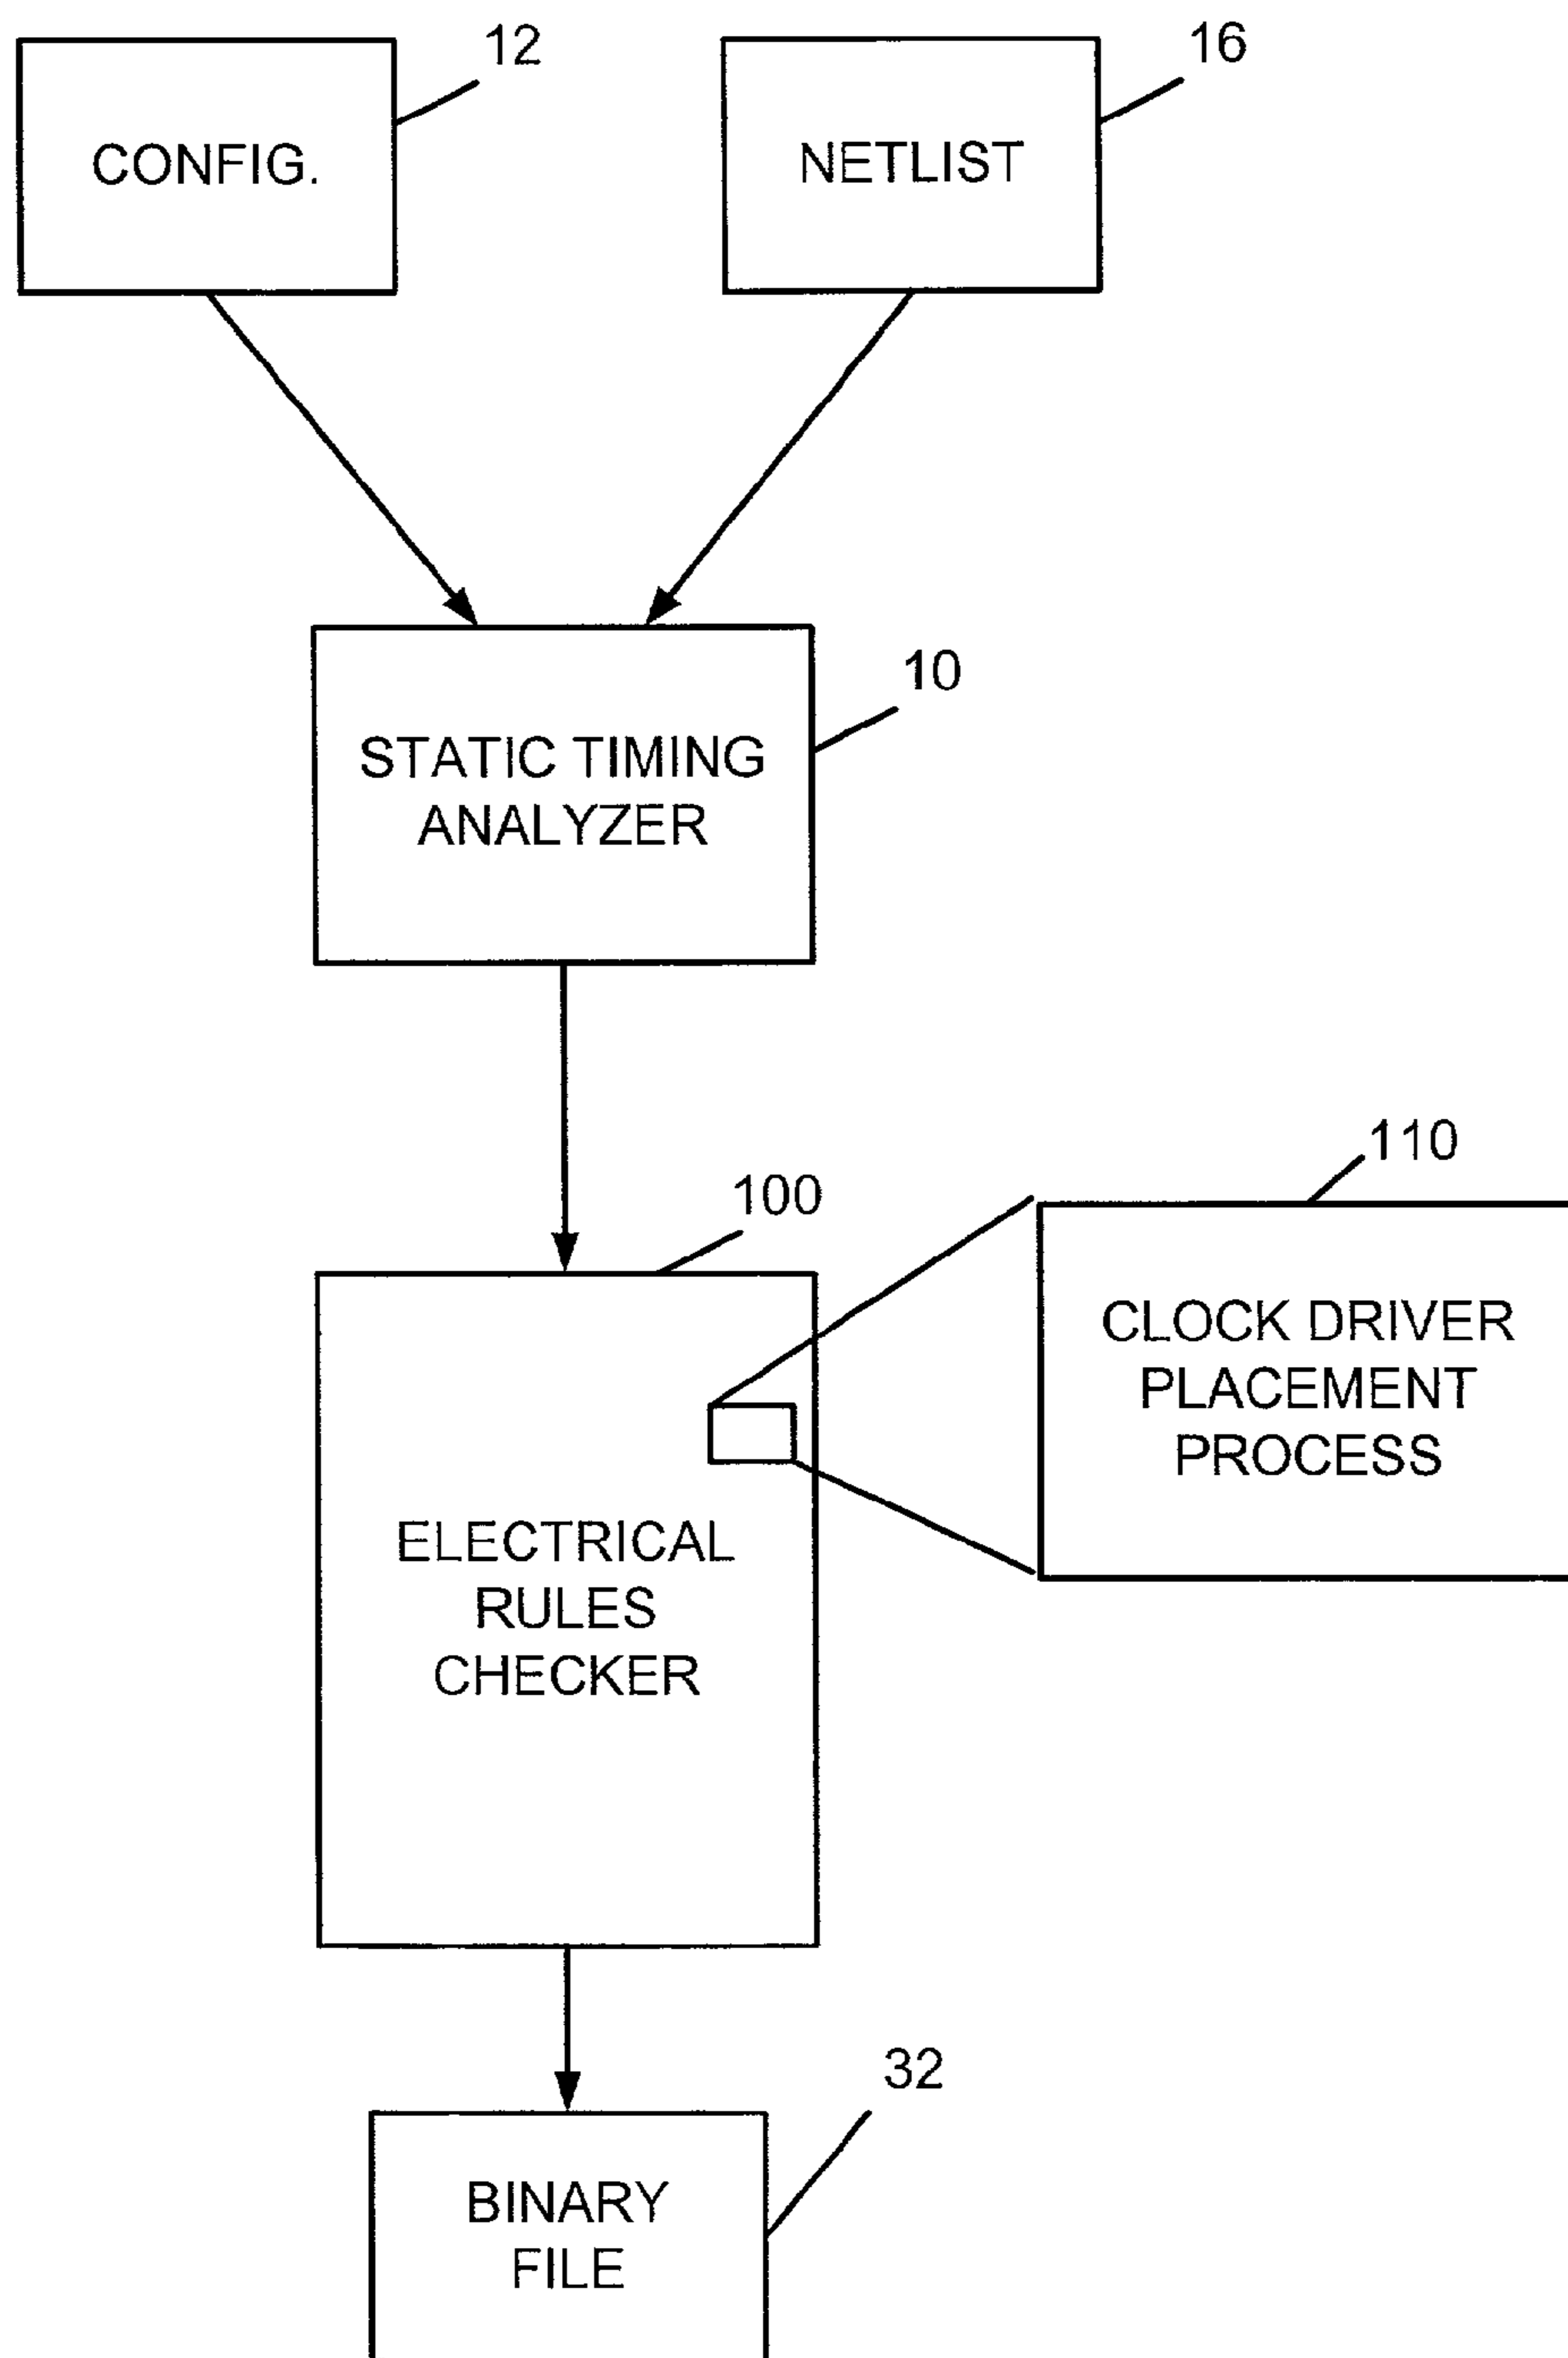 12
16
CONFIG.
NETLIST
10
STATIC TIMING
ANALYZER
110
100
CLOCK DRIVER
PLACEMENT
PROCESS
ELECTRICAL
RULES
CHECKER
32
BINARY
FILE